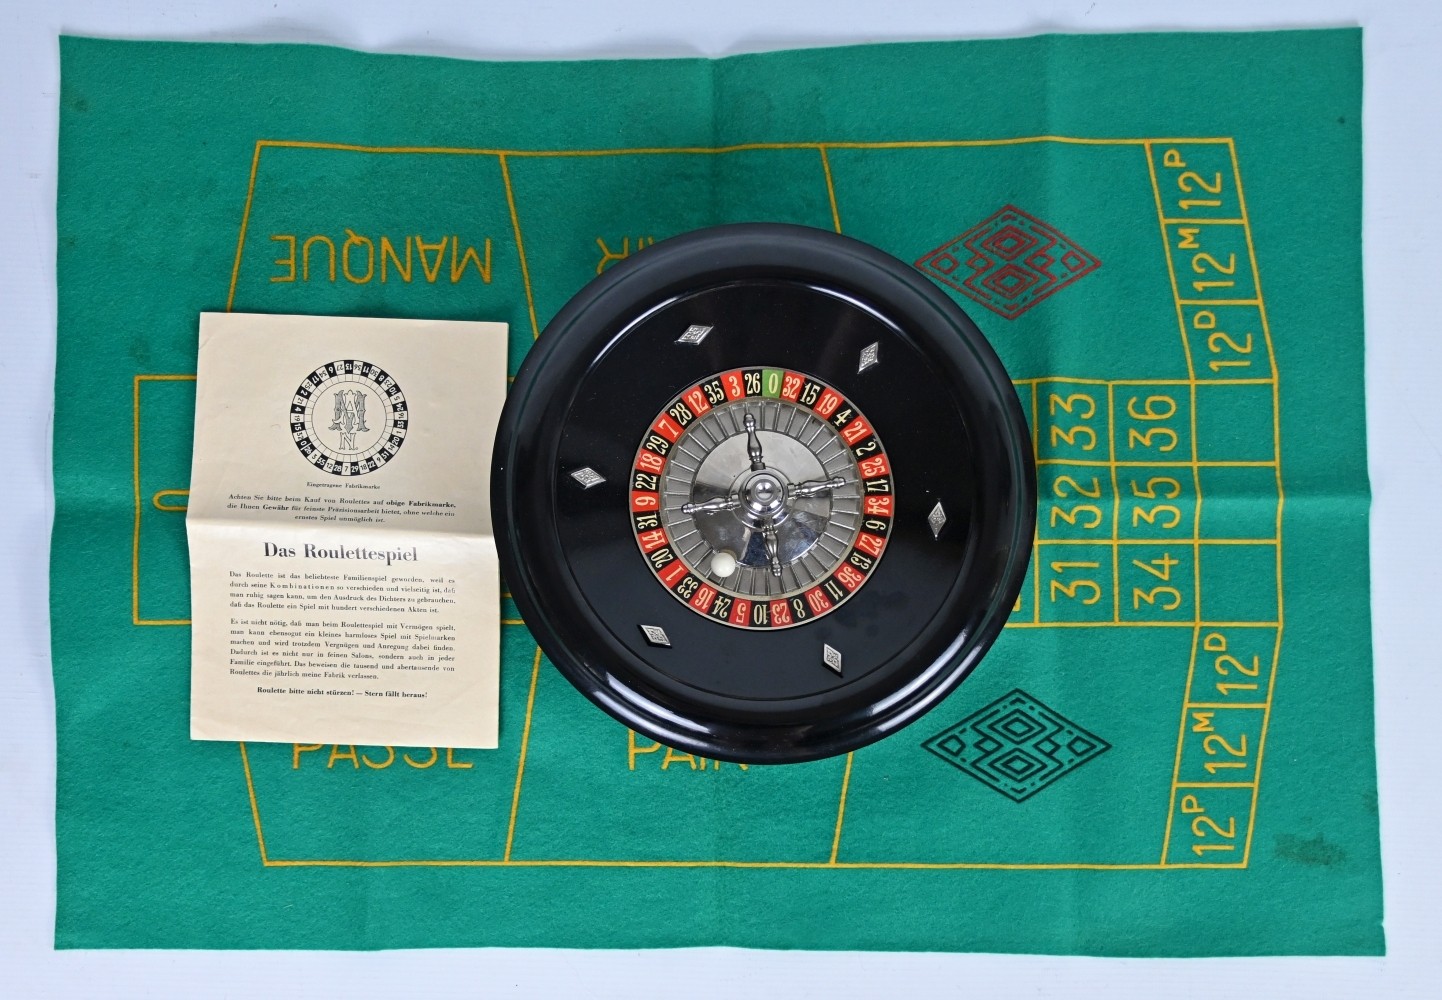 MANQUE
12P
12M
12D
33 36
32 35
31 34
12D
12M
12P
PASSE
PAIR
0 32 15 19 4 21 2 25 17 34 6 27 13 36 11 30 8 23 10 5 24 16 33 1 20 14 31 9 22 18 29 7 28 12 35 3 26
Eingetragene Fabrikmarke
Achten Sie bitte beim Kauf von Roulettes auf obige Fabrikmarke,
die Ihnen Gewähr für feinste Präzisionsarbeit bietet, ohne welche ein
ernstes Spiel unmöglich ist.
Das Roulettespiel
Das Roulette ist das beliebteste Familienspiel geworden, weil es
durch seine Kombinationen so verschieden und vielseitig ist, daß
man ruhig sagen kann, um den Ausdruck des Dichters zu gebrauchen,
daß das Roulette ein Spiel mit hundert verschiedenen Akten ist.
Es ist nicht nötig, daß man beim Roulettespiel mit Vermögen spielt,
man kann ebensogut ein kleines harmloses Spiel mit Spielmarken
machen und wird trotzdem Vergnügen und Anregung dabei finden.
Dadurch ist es nicht nur in feinen Salons, sondern auch in jeder
Familie eingeführt. Das beweisen die tausend und abertausende von
Roulettes die jährlich meine Fabrik verlassen.
Roulette bitte nicht stürzen! — Stern fällt heraus!